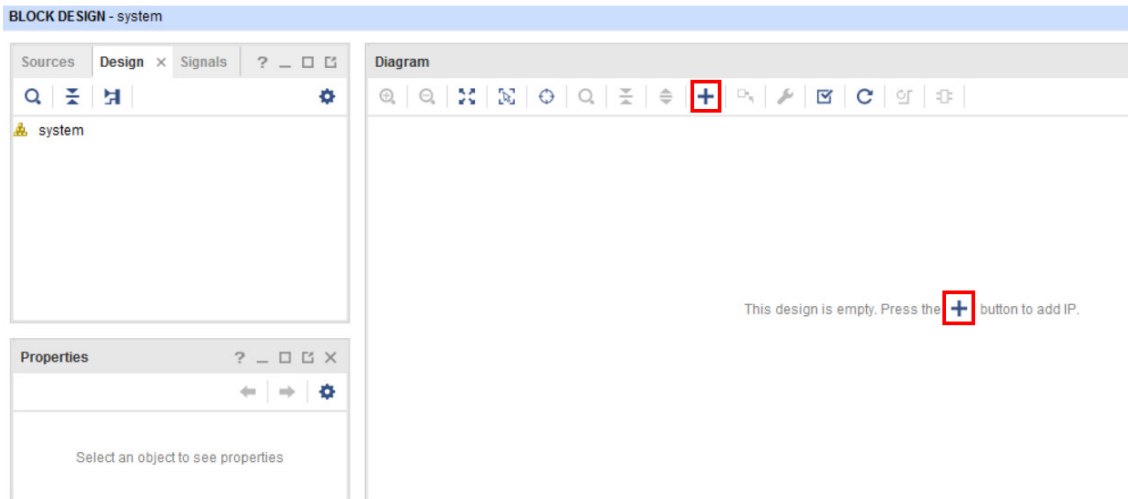 BLOCK DESIGN - system
Sources Design × Signals ?
Diagram
system
This design is empty. Press the + button to add IP.
Properties ?
Select an object to see properties